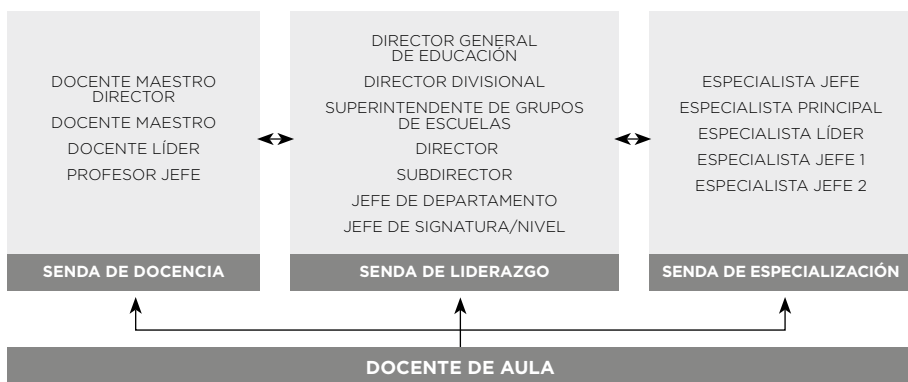 DOCENTE MAESTRO
DIRECTOR
DOCENTE MAESTRO
DOCENTE LÍDER
PROFESOR JEFE
SENDA DE DOCENCIA
DIRECTOR GENERAL
DE EDUCACIÓN
DIRECTOR DIVISIONAL
SUPERINTENDENTE DE GRUPOS
DE ESCUELAS
DIRECTOR
SUBDIRECTOR
JEFE DE DEPARTAMENTO
JEFE DE SIGNATURA/NIVEL
SENDA DE LIDERAZGO
ESPECIALISTA JEFE
ESPECIALISTA PRINCIPAL
ESPECIALISTA LÍDER
ESPECIALISTA JEFE 1
ESPECIALISTA JEFE 2
SENDA DE ESPECIALIZACIÓN
DOCENTE DE AULA